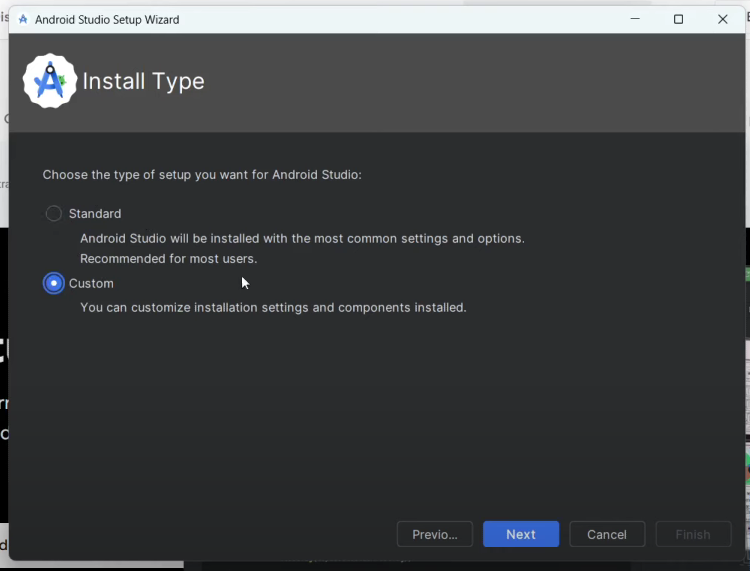 Android Studio Setup Wizard
Install Type
Choose the type of setup you want for Android Studio:
Standard
Android Studio will be installed with the most common settings and options.
Recommended for most users.
Custom
You can customize installation settings and components installed.
Previo...
Next
Cancel
Finish